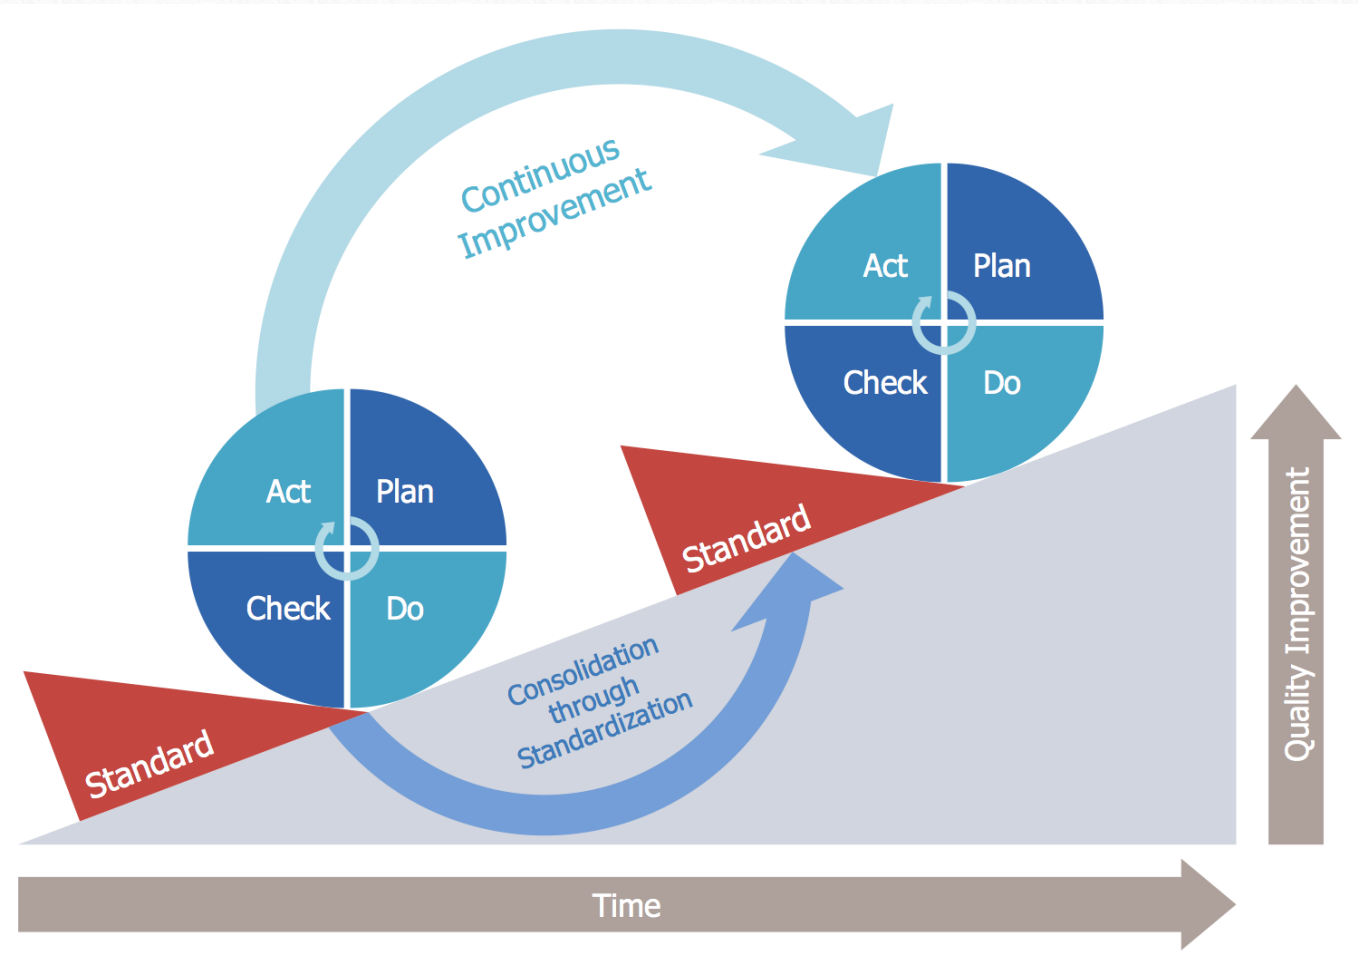 Continuous
Improvement
Act
Plan
Check
Do
Act
Plan
Check
Do
Standard
Standard
Consolidation
through
Standardization
Quality Improvement
Time